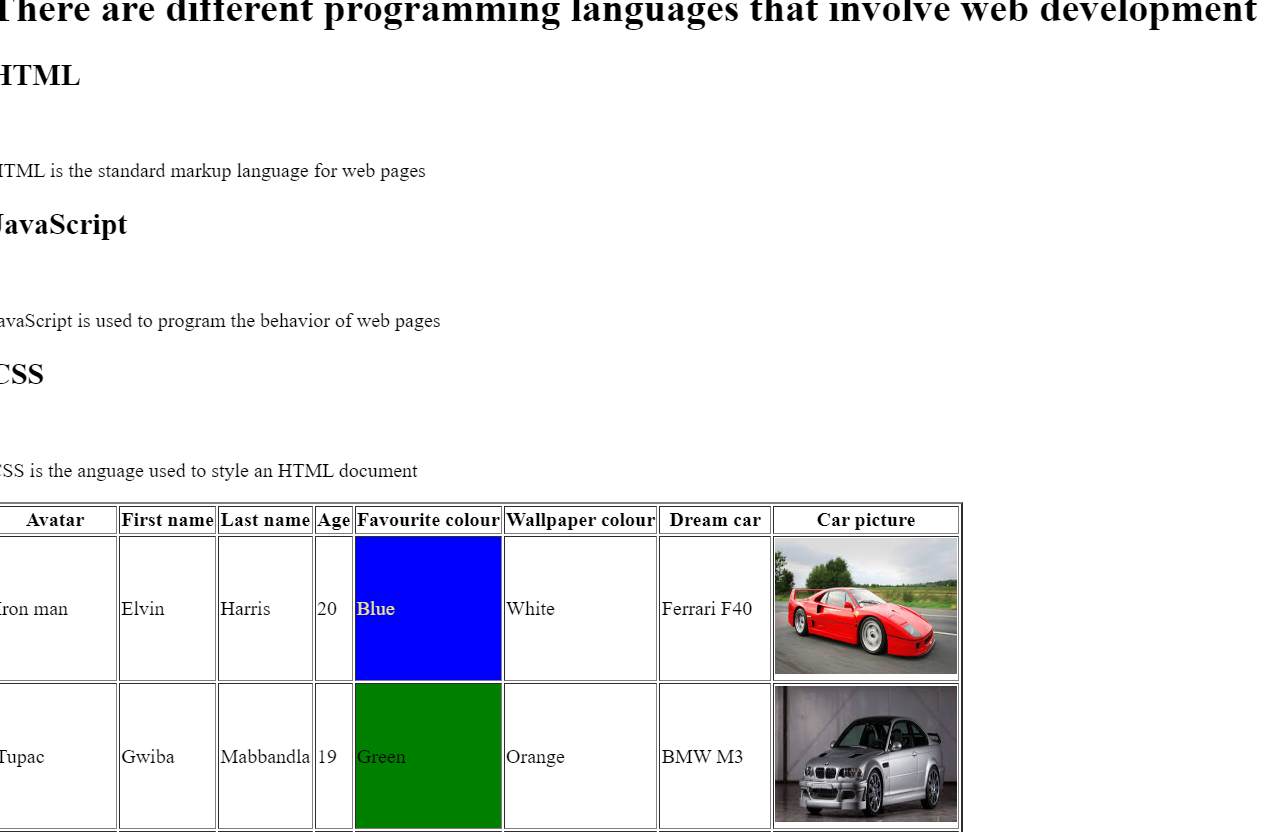 There are different programming languages that involve web development
HTML
HTML is the standard markup language for web pages
JavaScript
JavaScript is used to program the behavior of web pages
CSS
CSS is the anguage used to style an HTML document
Avatar First name Last name Age Favourite colour Wallpaper colour Dream car Car picture
Iron man Elvin Harris 20 Blue White Ferrari F40
Tupac Gwiba Mabbandla 19 Green Orange BMW M3